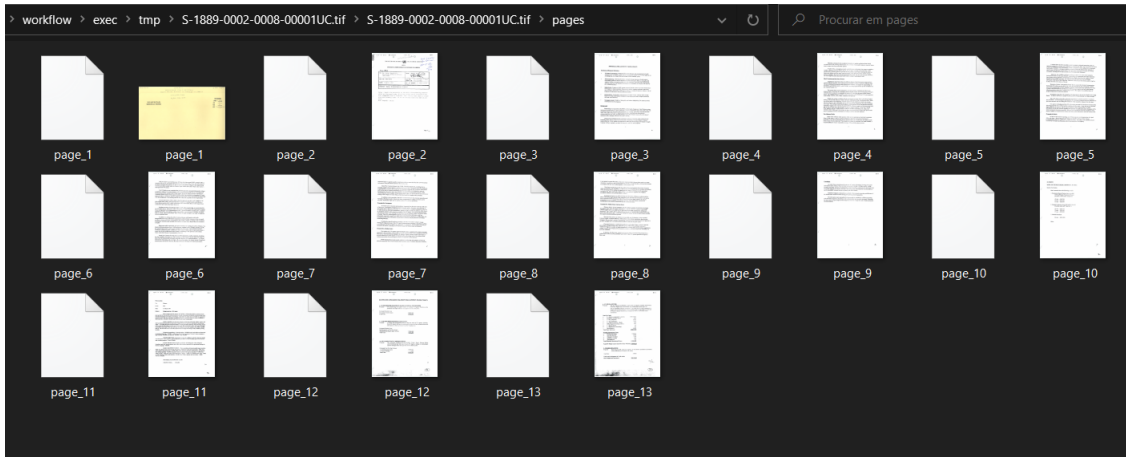 workflow > exec > tmp > S-1889-0002-0008-00001UC.tif > S-1889-0002-0008-00001UC.tif > pages
Procurar em pages
page_1 page_1 page_2 page_2 page_3 page_3 page_4 page_4 page_5 page_5
page_6 page_6 page_7 page_7 page_8 page_8 page_9 page_9 page_10 page_10
page_11 page_11 page_12 page_12 page_13 page_13